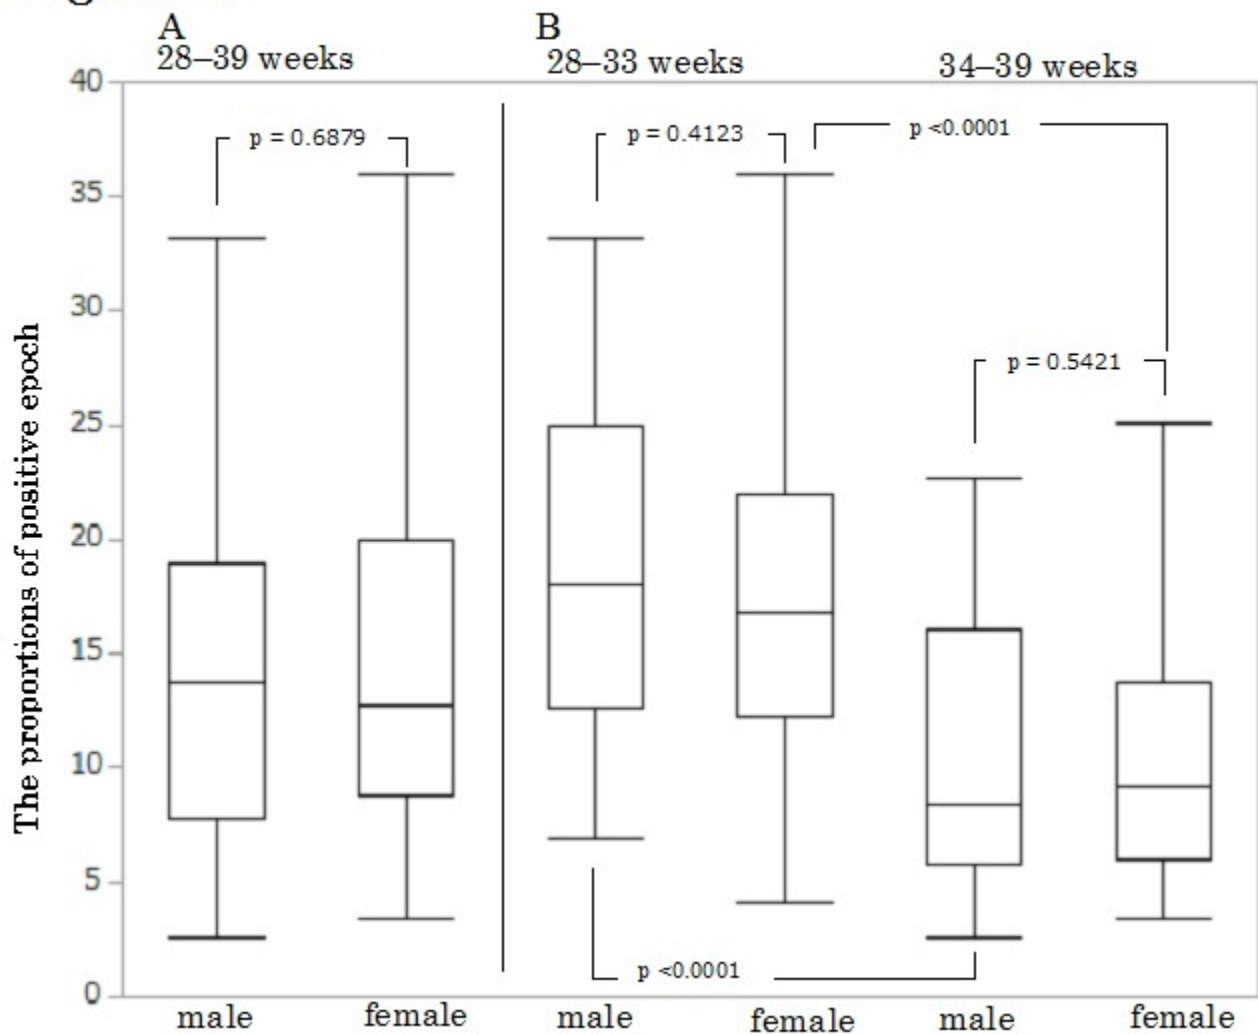 A
B
28–39 weeks
28–33 weeks
34–39 weeks
The proportions of positive epoch
40
35
30
25
20
15
10
5
0
p = 0.6879
p = 0.4123
p <0.0001
p = 0.5421
p <0.0001
male
female
male
female
male
female